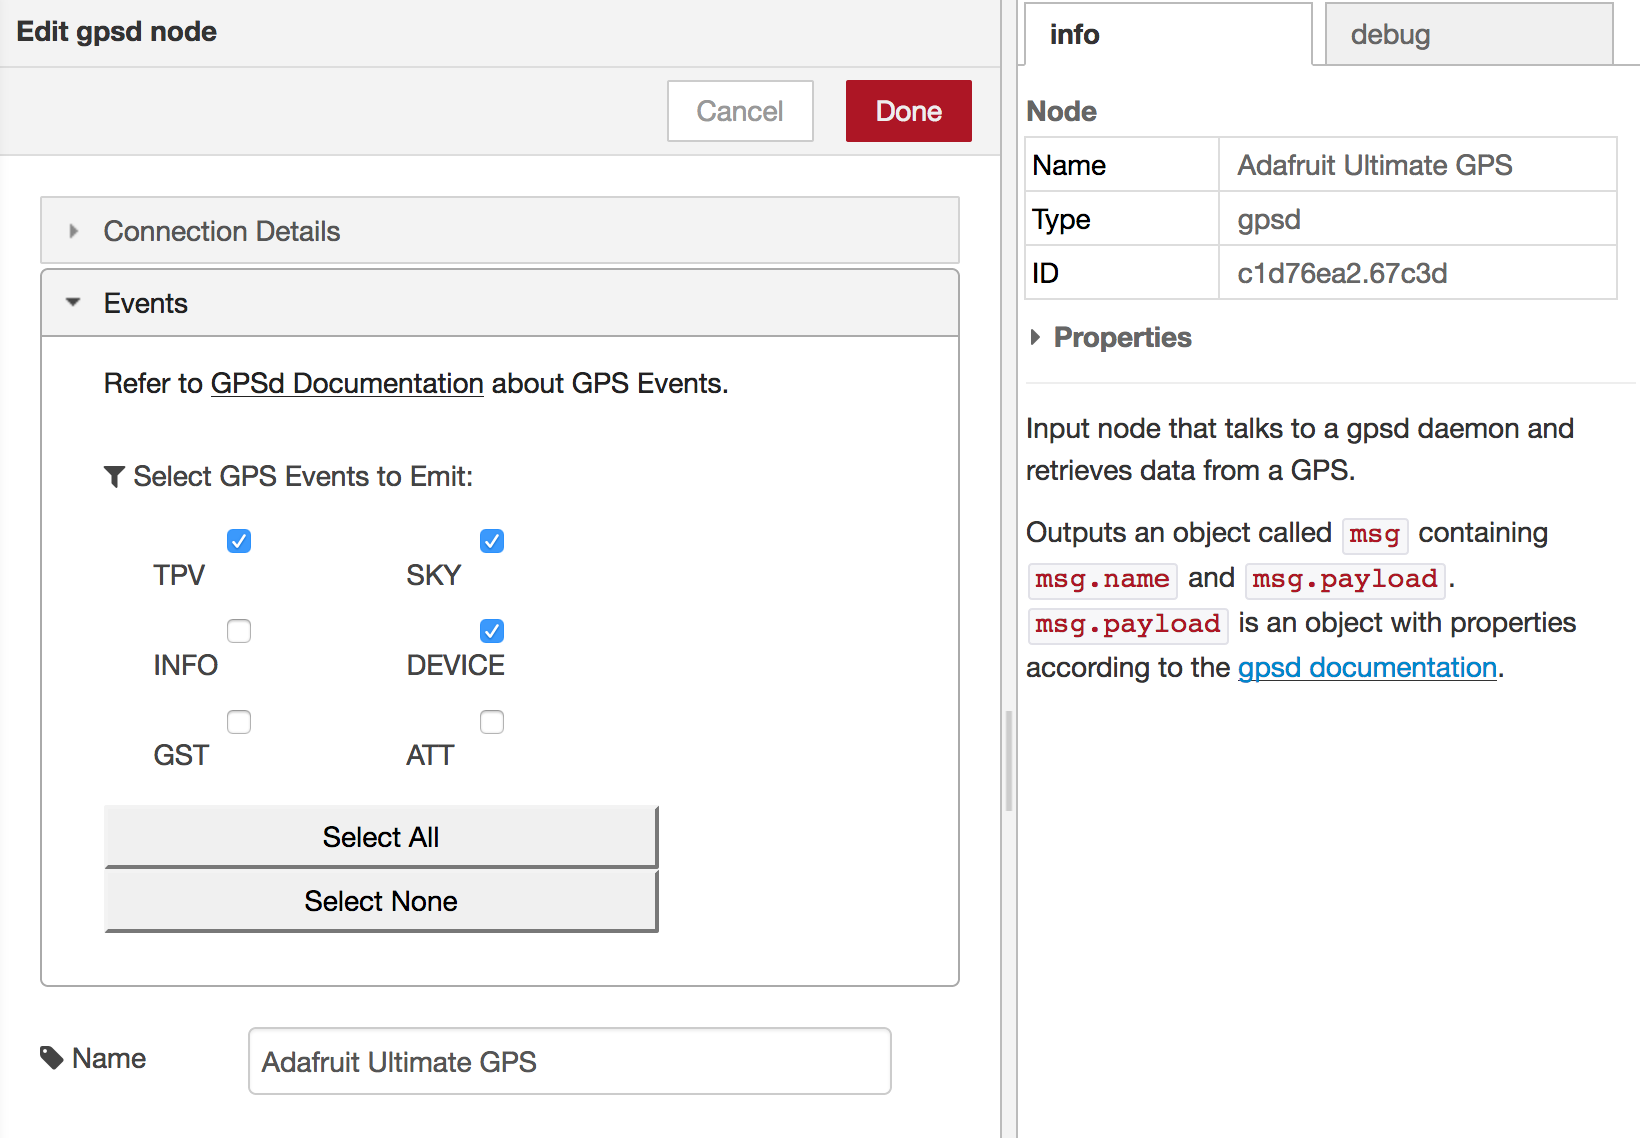 Edit gpsd node
Cancel
Done
Connection Details
Events
Refer to GPSd Documentation about GPS Events.
Select GPS Events to Emit:
TPV
SKY
INFO
DEVICE
GST
ATT
Select All
Select None
Name
Adafruit Ultimate GPS
info
debug
Node
Name
Adafruit Ultimate GPS
Type
gpsd
ID
c1d76ea2.67c3d
Properties
Input node that talks to a gpsd daemon and
retrieves data from a GPS.
Outputs an object called msg containing
msg.name and msg.payload.
msg.payload is an object with properties
according to the gpsd documentation.